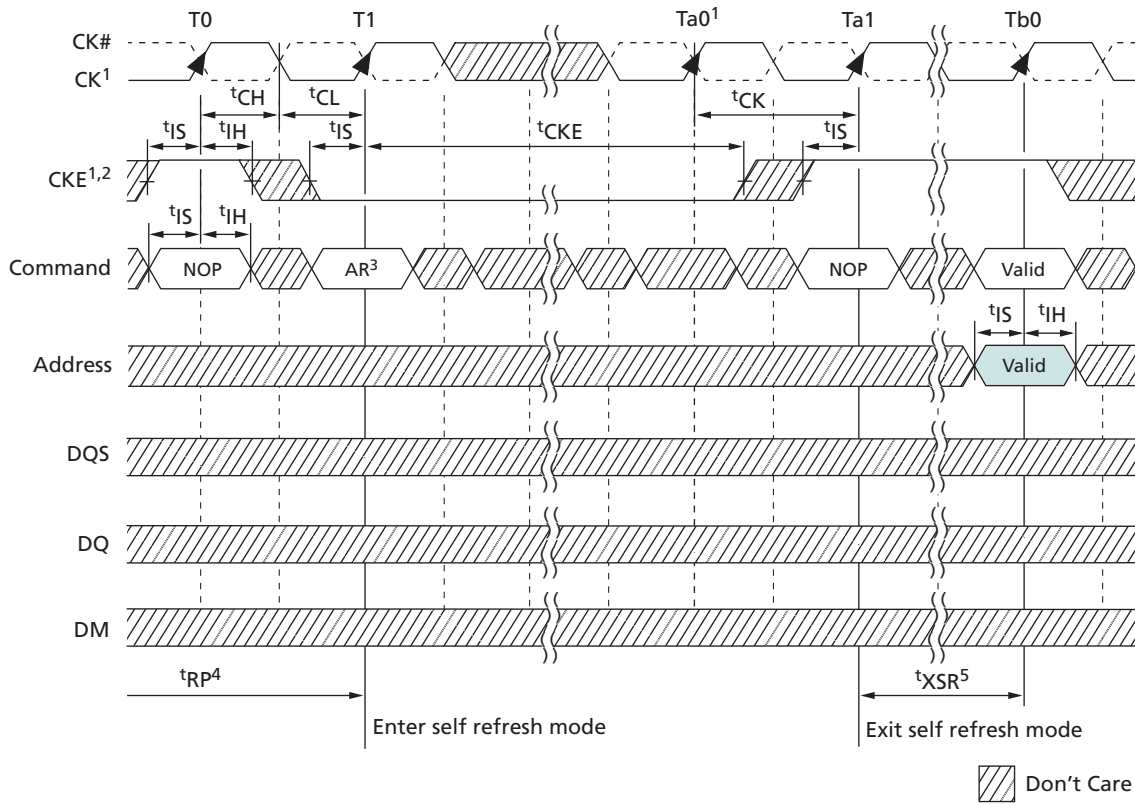 T0 T1 Ta0¹ Ta1 Tb0
CK#
CK¹
tCH tCL tCK
tIS tIH tIS tCKE tIS
CKE¹,²
tIS tIH
Command NOP AR³ NOP Valid
tIS tIH
Address Valid
DQS
DQ
DM
tRP⁴ tXSR⁵
Enter self refresh mode Exit self refresh mode
Don't Care